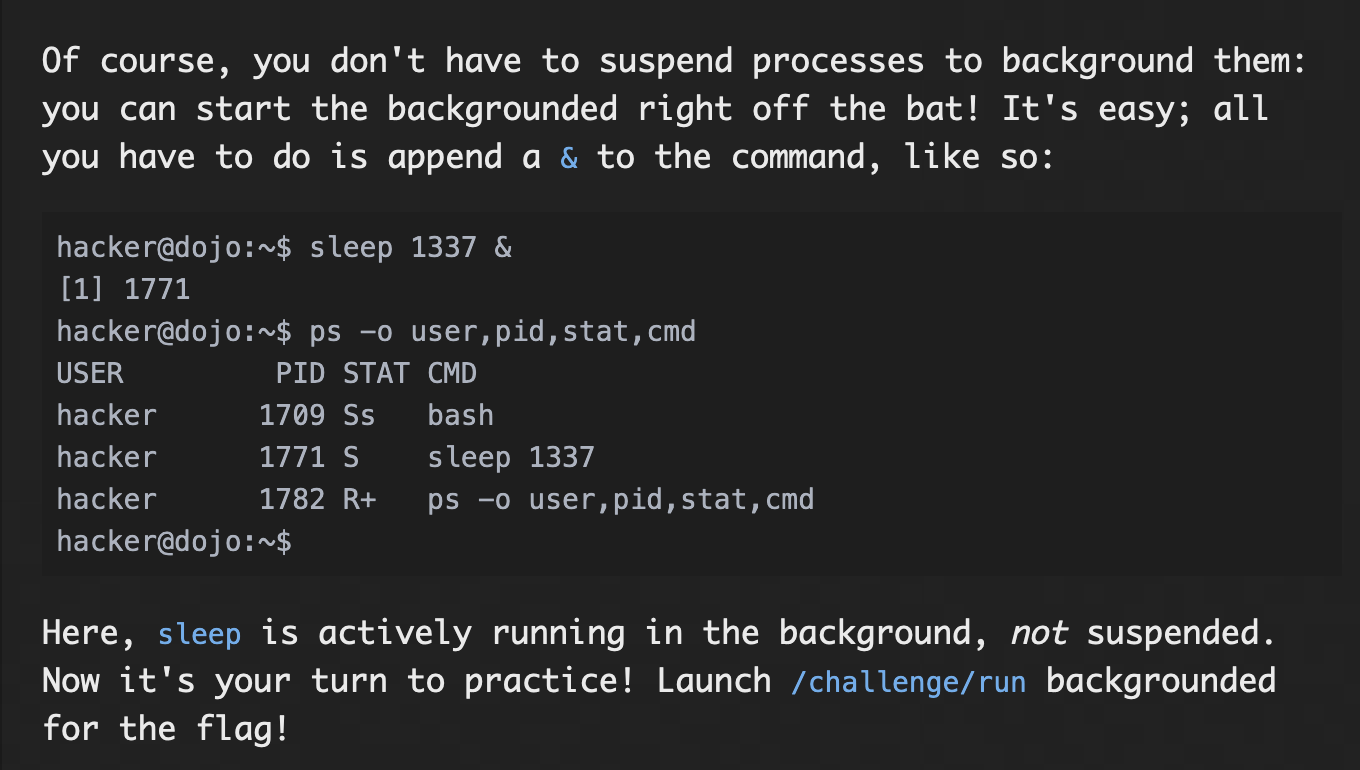 Of course, you don't have to suspend processes to background them:
you can start the backgrounded right off the bat! It's easy; all
you have to do is append a & to the command, like so:
hacker@dojo:~$ sleep 1337 &
[1] 1771
hacker@dojo:~$ ps -o user,pid,stat,cmd
USER         PID STAT CMD
hacker      1709 Ss   bash
hacker      1771 S    sleep 1337
hacker      1782 R+   ps -o user,pid,stat,cmd
hacker@dojo:~$
Here, sleep is actively running in the background, not suspended.
Now it's your turn to practice! Launch /challenge/run backgrounded
for the flag!